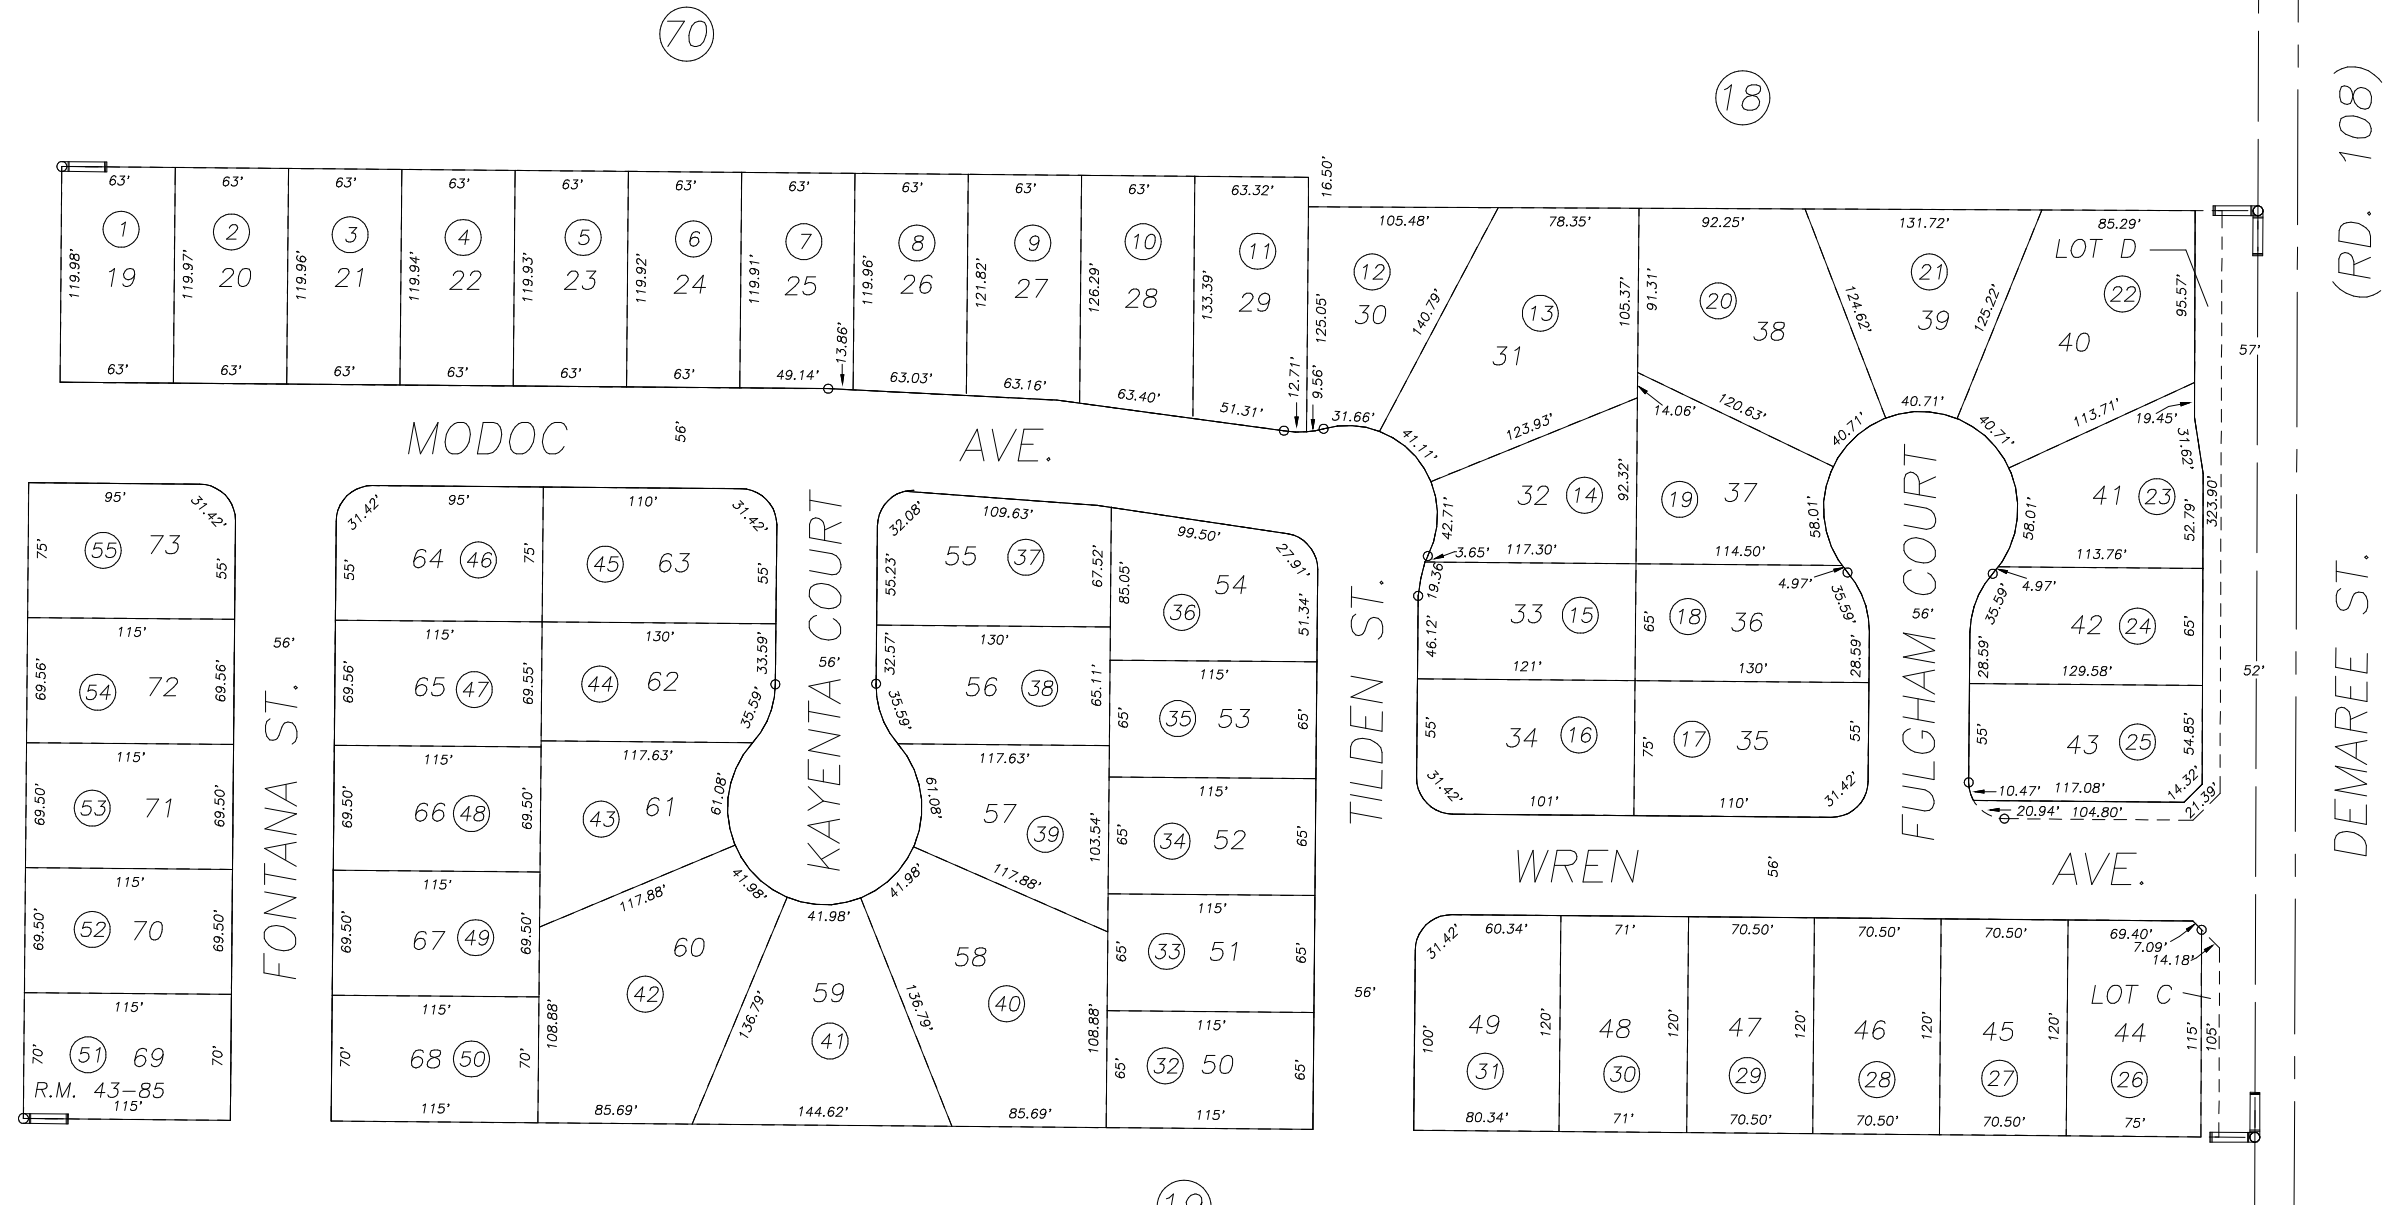 70
18
(RD. 108)
16.50'
63' 63' 63' 63' 63' 63' 63' 63' 63' 63' 63.32'
105.48' 78.35' 92.25' 131.72' 85.29'
LOT D
1 2 3 4 5 6 7 8 9 10 11
12 13 20 21 22
19 20 21 22 23 24 25 26 27 28 29
30 31 38 39 40
119.98' 119.97' 119.96' 119.94' 119.93' 119.92' 119.91' 119.96' 121.82' 126.29' 133.39' 125.05'
140.79' 105.37' 91.31' 124.62' 125.22' 95.57'
57'
63' 63' 63' 63' 63' 63' 49.14' 13.86' 63.03' 63.16' 63.40' 51.31' 12.71' 9.56' 31.66'
41.11' 123.93' 14.06' 120.63' 40.71' 40.71' 40.71' 113.71' 19.45' 31.62'
MODOC 56' AVE.
95' 31.42' 31.42' 95' 110' 31.42' 32.08' 109.63' 99.50' 27.91'
75' 55 73 55'
55' 64 46 75' 45 63 55'
55.23' 55 37 67.52' 85.05' 54 36 51.34'
42.71' 32 14 92.32' 19 37 58.01'
58.01' 41 23 52.79' 323.90'
3.65' 117.30' 114.50' 4.97' 4.97' 113.76'
19.36' 35.59' 35.59'
115' 56' 115' 130' 130' 115'
69.56' 54 72 69.56'
69.56' 65 47 69.55' 44 62 33.59' 35.59'
KAYENTA COURT
56'
32.57' 35.59' 56 38 65.11'
65' 35 53 65'
46.12' 33 15 65' 18 36 28.59'
FULGHAM COURT
56'
28.59' 42 24 65'
52'
121' 130' 129.58'
FONTANA ST.
TILDEN ST.
DEMAREE ST.
115' 115' 117.63' 117.63' 115'
69.50' 53 71 69.50'
69.50' 66 48 69.50' 43 61 61.08'
61.08' 57 39 103.54'
65' 34 52 65'
55' 34 16 75' 17 35 55'
55' 43 25 54.85'
31.42' 101' 110' 31.42'
10.47' 117.08' 14.32'
20.94' 104.80' 21.39'
WREN 56' AVE.
115' 115' 117.88' 41.98' 41.98' 41.98' 117.88' 115'
69.50' 52 70 69.50'
69.50' 67 49 69.50'
60 42 59 41 58 40
65' 33 51 65'
108.88' 136.79' 136.79' 108.88'
56'
31.42' 60.34' 71' 70.50' 70.50' 70.50' 69.40'
7.09'
14.18'
LOT C
115' 115' 115'
70' 51 69 70'
70' 68 50 70'
65' 32 50 65'
100' 49 120' 48 120' 47 120' 46 120' 45 120' 44 115' 105'
31 30 29 28 27 26
R.M. 43-85
115' 115' 85.69' 144.62' 85.69' 115'
80.34' 71' 70.50' 70.50' 70.50' 75'